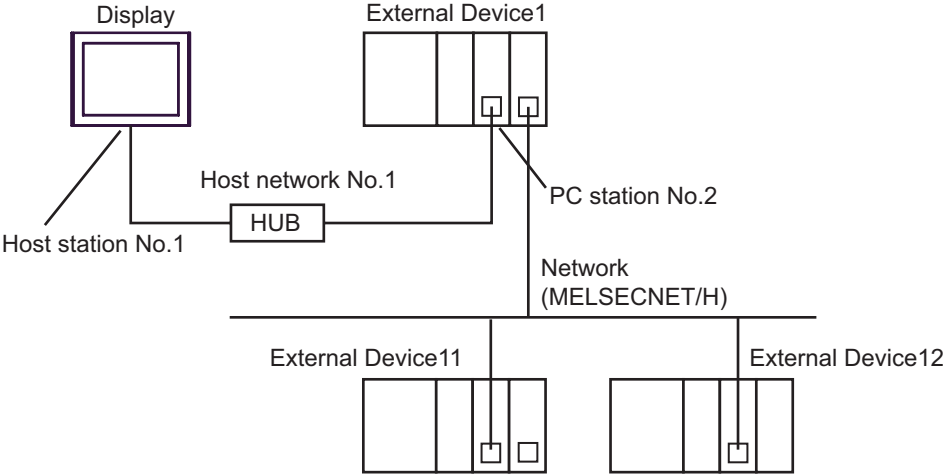 Display
External Device1
Host network No.1
PC station No.2
HUB
Host station No.1
Network
(MELSECNET/H)
External Device11
External Device12